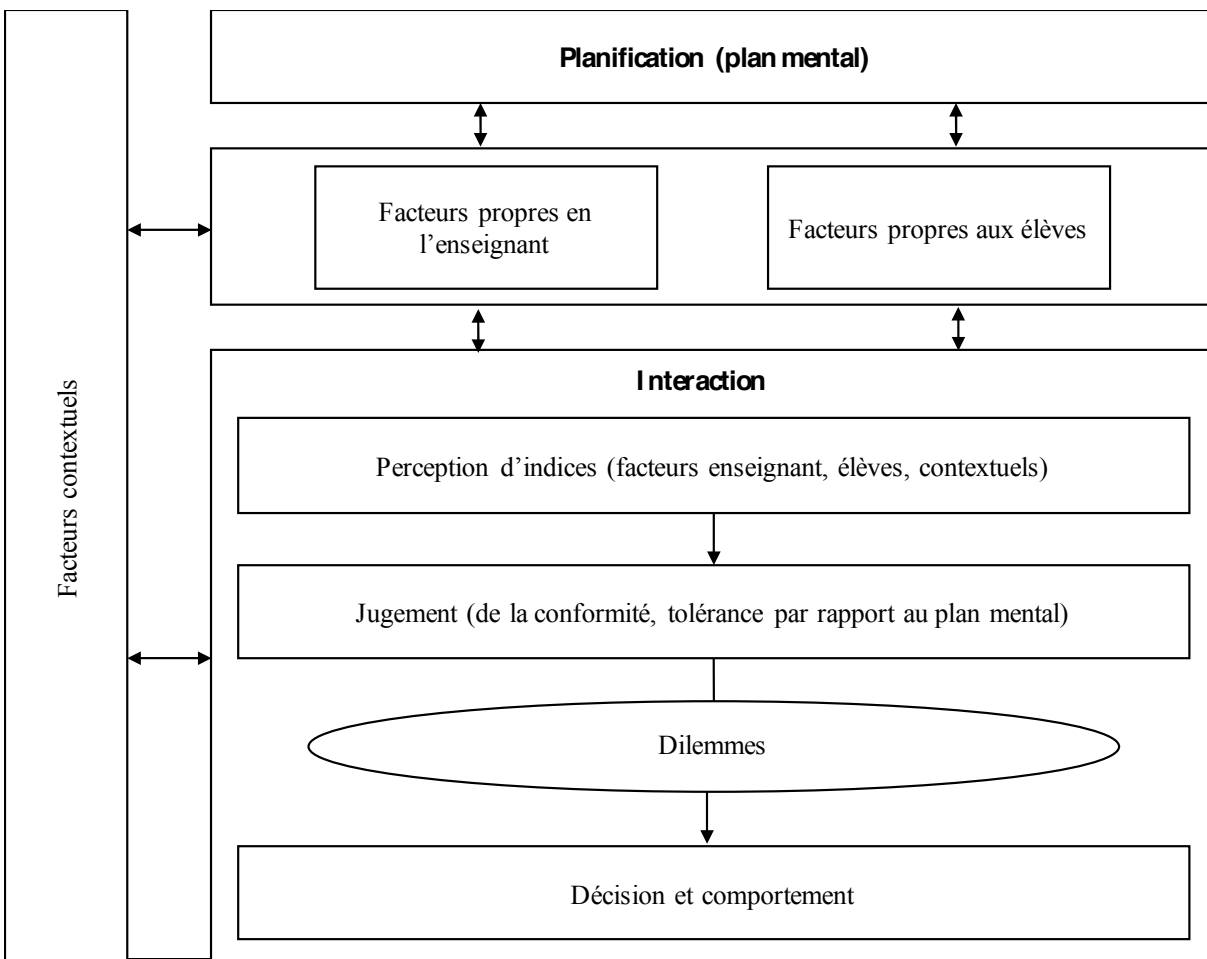 Planification (plan mental)
Facteurs propres en
l’enseignant
Facteurs propres aux élèves
Facteurs contextuels
Interaction
Perception d’indices (facteurs enseignant, élèves, contextuels)
Jugement (de la conformité, tolérance par rapport au plan mental)
Dilemmes
Décision et comportement